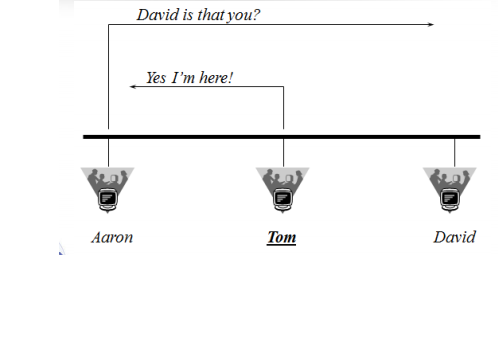 David is that you?
Yes I'm here!
Aaron
Tom
David